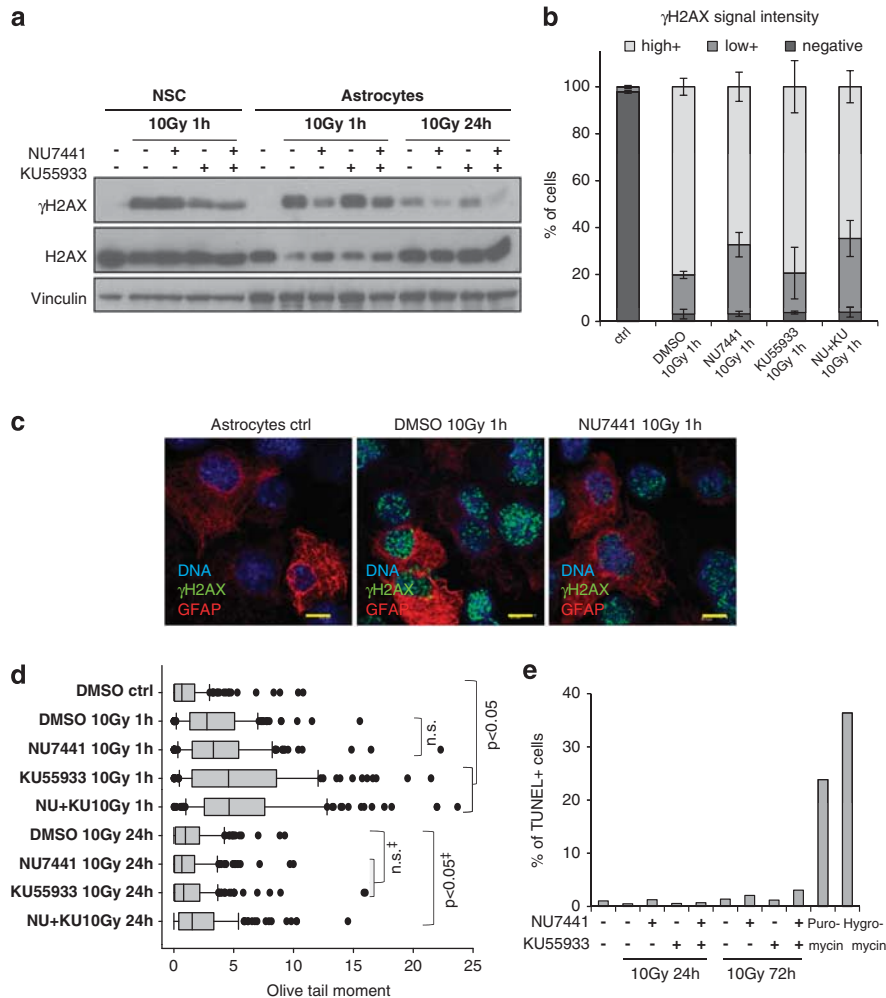 a
NSC Astrocytes
10Gy 1h 10Gy 1h 10Gy 24h
NU7441 - - + - + - - + - + - + - +
KU55933 - - - + + - - - + + - - + +
γH2AX
H2AX
Vinculin
b
γH2AX signal intensity
high+ low+ negative
% of cells
100
80
60
40
20
0
ctrl
DMSO
10Gy 1h
NU7441
10Gy 1h
KU55933
10Gy 1h
NU+KU
10Gy 1h
c
Astrocytes ctrl DMSO 10Gy 1h NU7441 10Gy 1h
DNA DNA DNA
γH2AX γH2AX γH2AX
GFAP GFAP GFAP
d
DMSO ctrl
DMSO 10Gy 1h
NU7441 10Gy 1h
KU55933 10Gy 1h
NU+KU10Gy 1h
DMSO 10Gy 24h
NU7441 10Gy 24h
KU55933 10Gy 24h
NU+KU10Gy 24h
n.s.
p<0.05
n.s.‡
p<0.05‡
0 5 10 15 20 25
Olive tail moment
e
% of TUNEL+ cells
40
30
20
10
0
NU7441 - - + - + - + - + Puro- Hygro-
KU55933 - - - + + - - + + mycin mycin
10Gy 24h 10Gy 72h